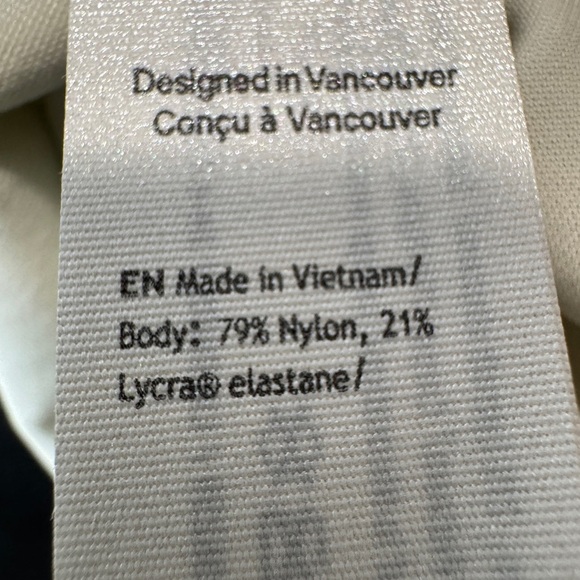 Designed in Vancouver
Conçu à Vancouver
EN Made in Vietnam/
Body: 79% Nylon, 21%
Lycra® elastane/